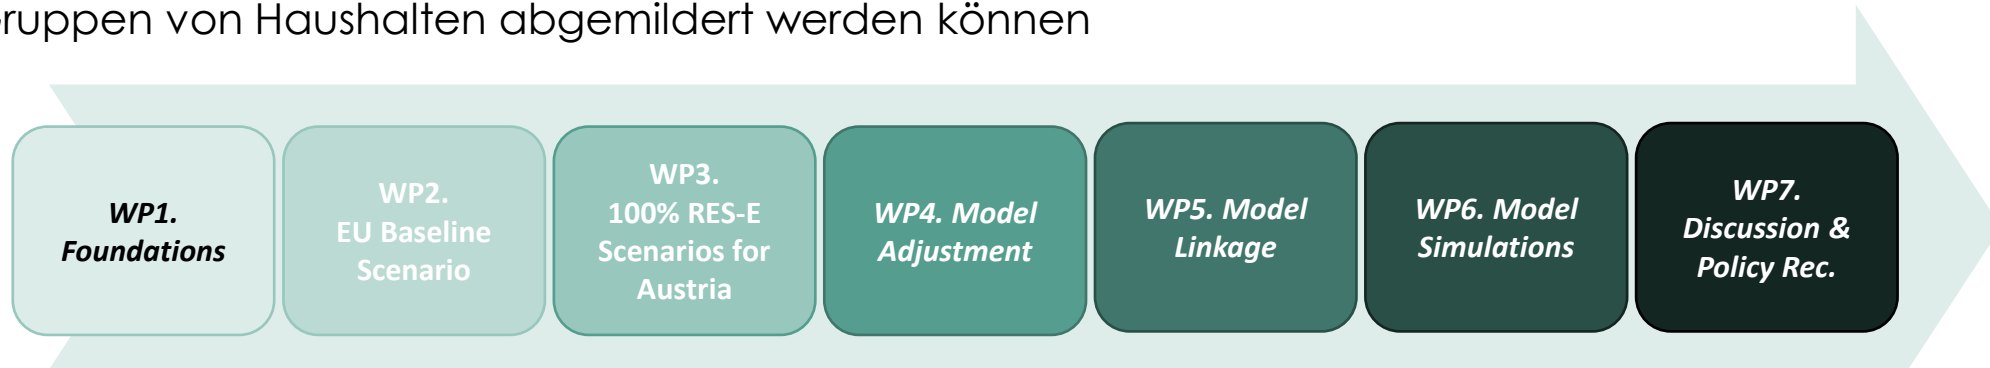 von Haushalten abgemildert werden können
WP1.
Foundations
WP2.
EU Baseline
Scenario
WP3.
100% RES-E
Scenarios for
Austria
WP4. Model
Adjustment
WP5. Model
Linkage
WP6. Model
Simulations
WP7.
Discussion &
Policy Rec.